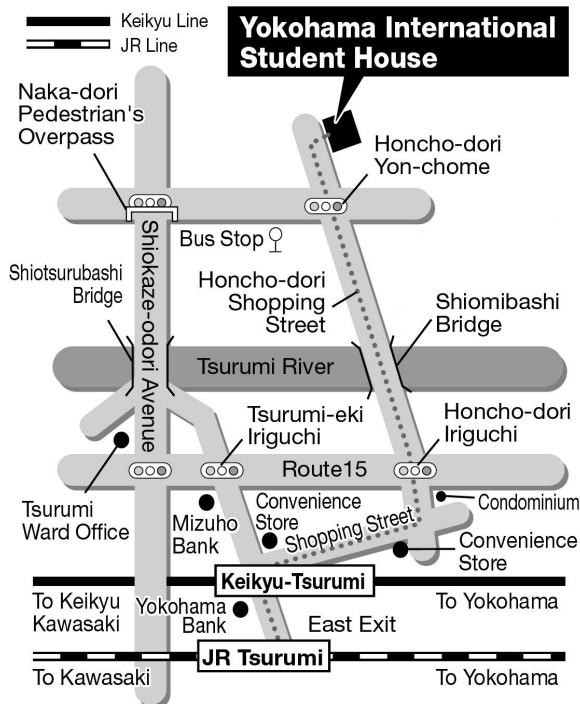 Keikyu Line
JR Line
Yokohama International
Student House
Naka-dori
Pedestrian's
Overpass
Honcho-dori
Yon-chome
Bus Stop
Shiokaze-odori Avenue
Shiotsurubashi
Bridge
Honcho-dori
Shopping
Street
Shiomibashi
Bridge
Tsurumi River
Tsurumi-eki
Iriguchi
Honcho-dori
Iriguchi
Route15
Tsurumi
Ward Office
Mizuho
Bank
Convenience
Store
Shopping Street
Condominium
Convenience
Store
Keikyu-Tsurumi
To Keikyu
Kawasaki
Yokohama
Bank
To Yokohama
East Exit
JR Tsurumi
To Kawasaki
To Yokohama